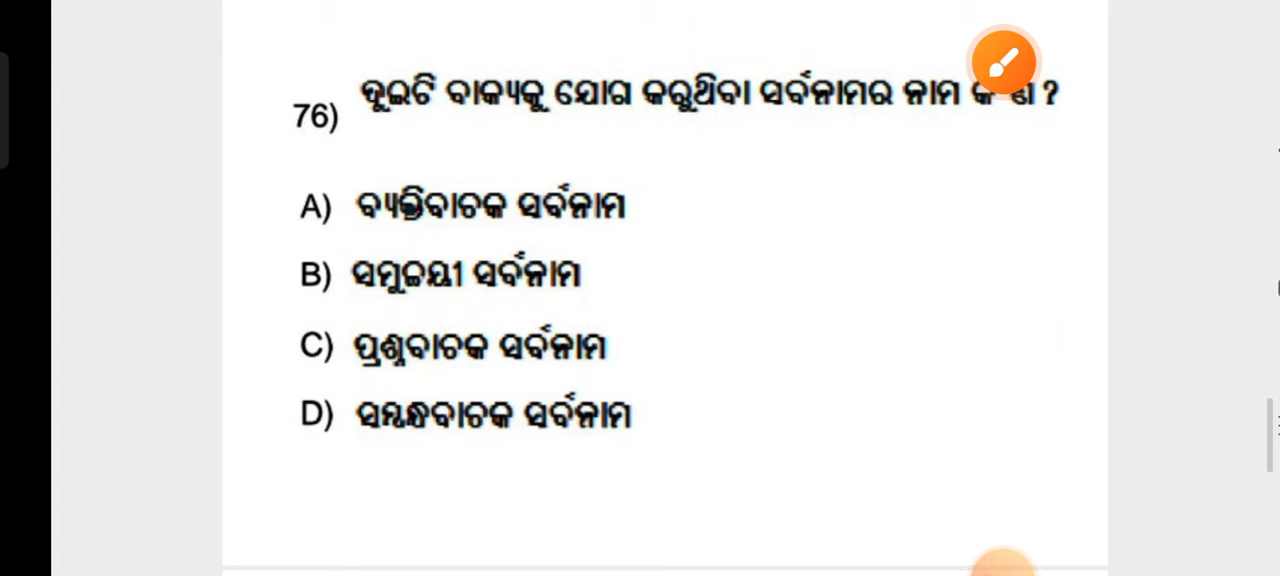 76) ଦୁଇଟି ବାକ୍ୟକୁ ଯୋଗ କରୁଥିବା ସର୍ବନାମର ନାମ କ ଣ ?
A) ବ୍ୟକ୍ତିବାଚକ ସର୍ବନାମ
B) ସମୁଚ୍ଚୟୀ ସର୍ବନାମ
C) ପ୍ରଶ୍ନବାଚକ ସର୍ବନାମ
D) ସମ୍ବନ୍ଧବାଚକ ସର୍ବନାମ